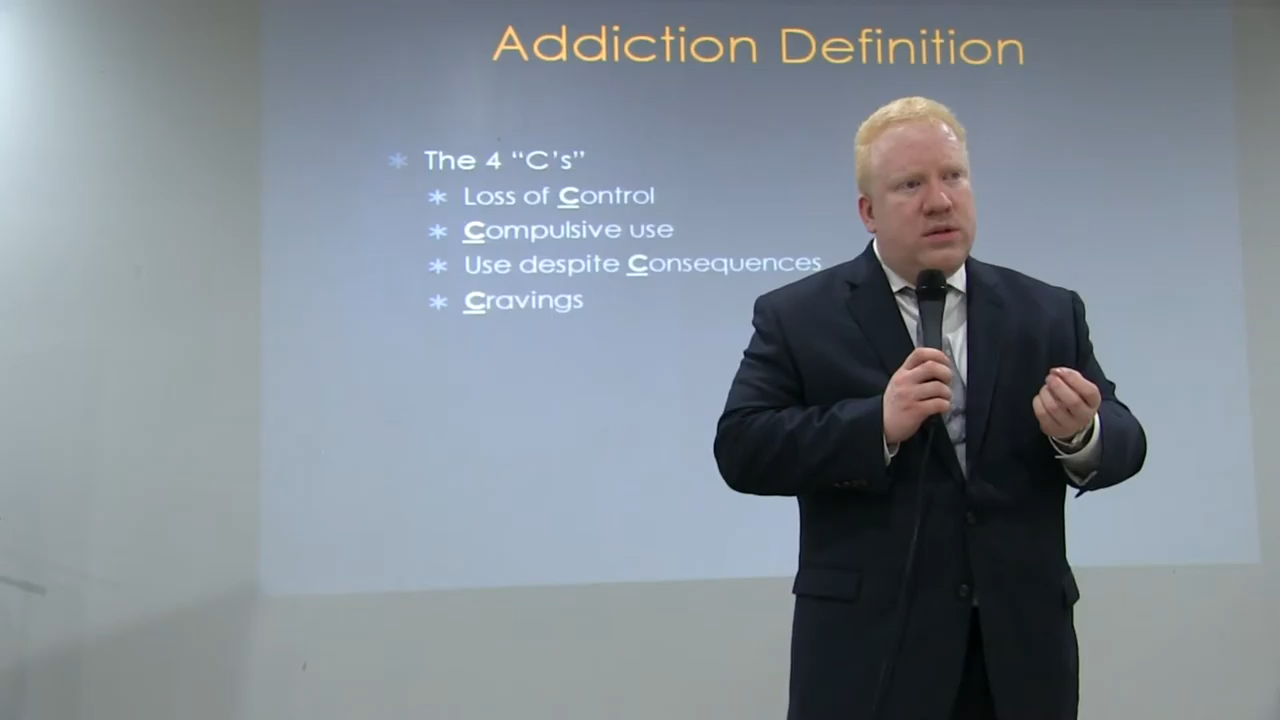 Addiction Definition
* The 4 “C’s”
* Loss of Control
* Compulsive use
* Use despite Consequences
* Cravings